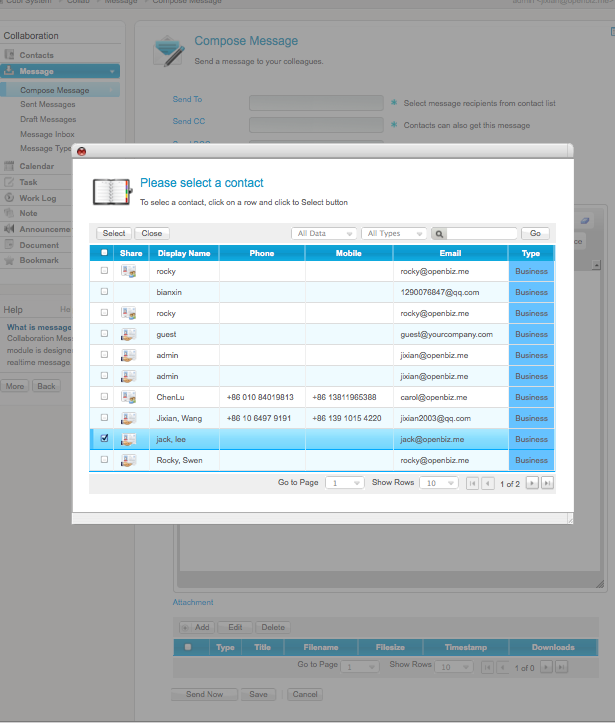 Cubi System Collab Message Compose Message admin <jixian@openbiz.me>
Collaboration
Contacts
Message
Compose Message
Sent Messages
Draft Messages
Message Inbox
Message Type
Calendar
Task
Work Log
Note
Announceme
Document
Bookmark
Help
What is message
Collaboration Mess
module is designe
realtime message
More Back
Compose Message
Send a message to your colleagues.
Send To * Select message recipients from contact list
Send CC * Contacts can also get this message
Please select a contact
To selec a contact, click on a row and click to Select button
Select Close All Data All Types Go
Share Display Name Phone Mobile Email Type
rocky rocky@openbiz.me Business
bianxin 1290076847@qq.com Business
rocky rocky@openbiz.me Business
guest guest@yourcompany.com Business
admin jixian@openbiz.me Business
admin jixian@openbiz.me Business
ChenLu +86 010 84019813 +86 13811965388 carol@openbiz.me Business
Jixian, Wang +86 10 6497 9191 +86 139 1015 4220 jixian2003@qq.com Business
jack, lee jack@openbiz.me Business
Rocky, Swen rocky@openbiz.me Business
Go to Page 1 Show Rows 10 1 of 2
Attachment
Add Edit Delete
Type Title Filename Filesize Timestamp Downloads
Go to Page 1 Show Rows 10 1 of 0
Send Now Save Cancel